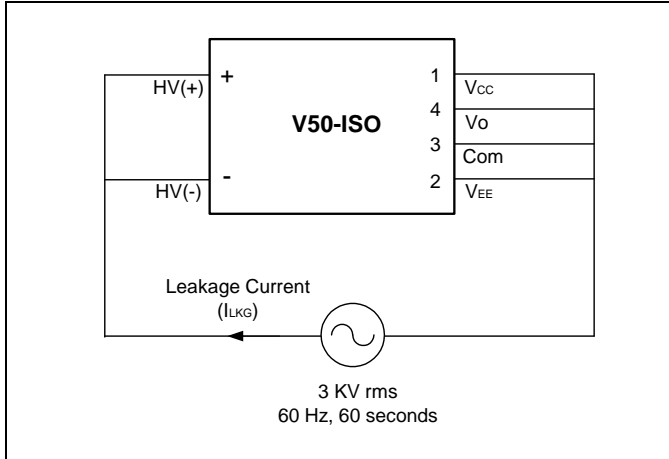 +
HV(+)
V50-ISO
1
VCC
4
Vo
3
Com
-
HV(-)
2
VEE
Leakage Current
(ILKG)
3 KV rms
60 Hz, 60 seconds